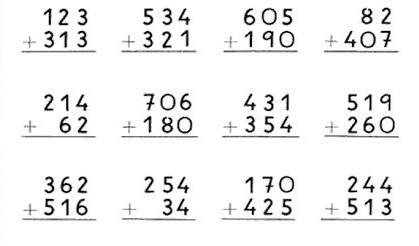 123 534 605 82
+313 +321 +190 +407
214 706 431 519
+ 62 +180 +354 +260
362 254 170 244
+516 + 34 +425 +513